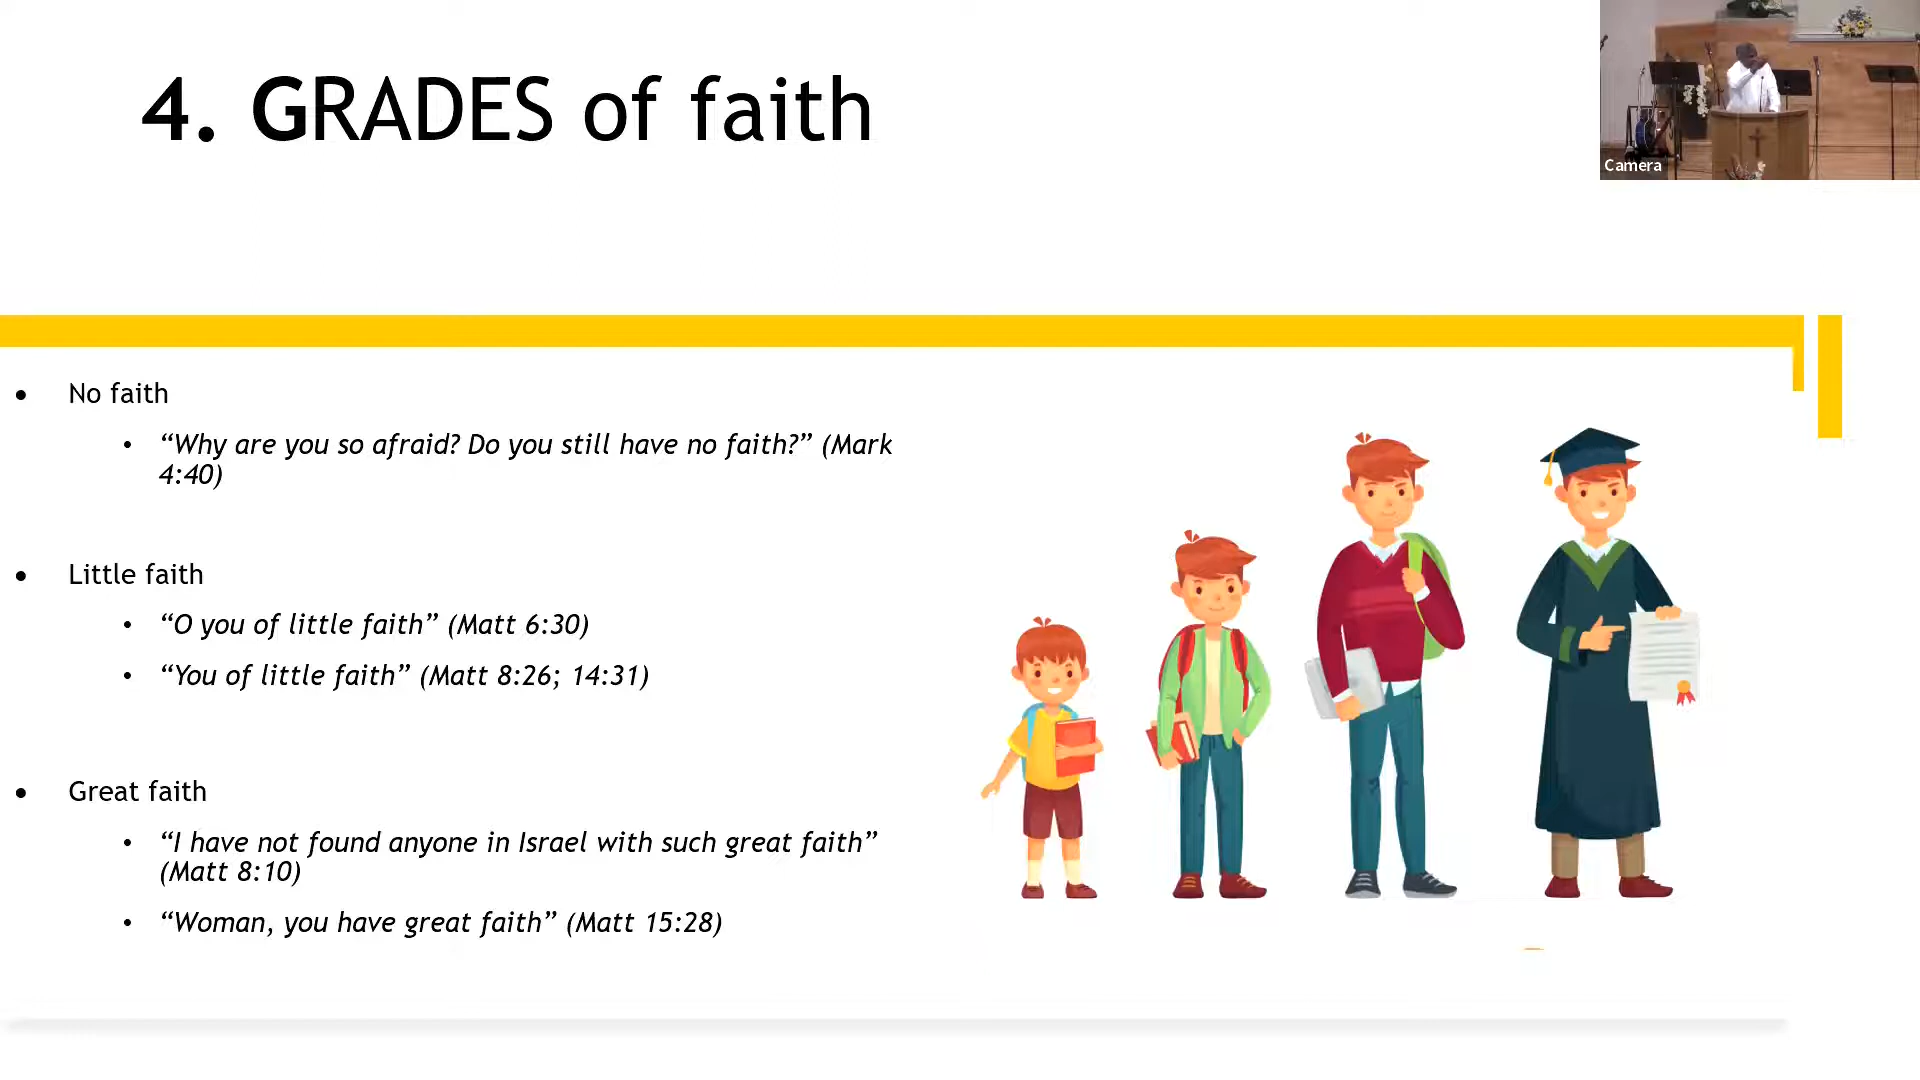 4. GRADES of faith
Camera
• No faith
• “Why are you so afraid? Do you still have no faith?” (Mark
4:40)
• Little faith
• “O you of little faith” (Matt 6:30)
• “You of little faith” (Matt 8:26; 14:31)
• Great faith
• “I have not found anyone in Israel with such great faith”
(Matt 8:10)
• “Woman, you have great faith” (Matt 15:28)